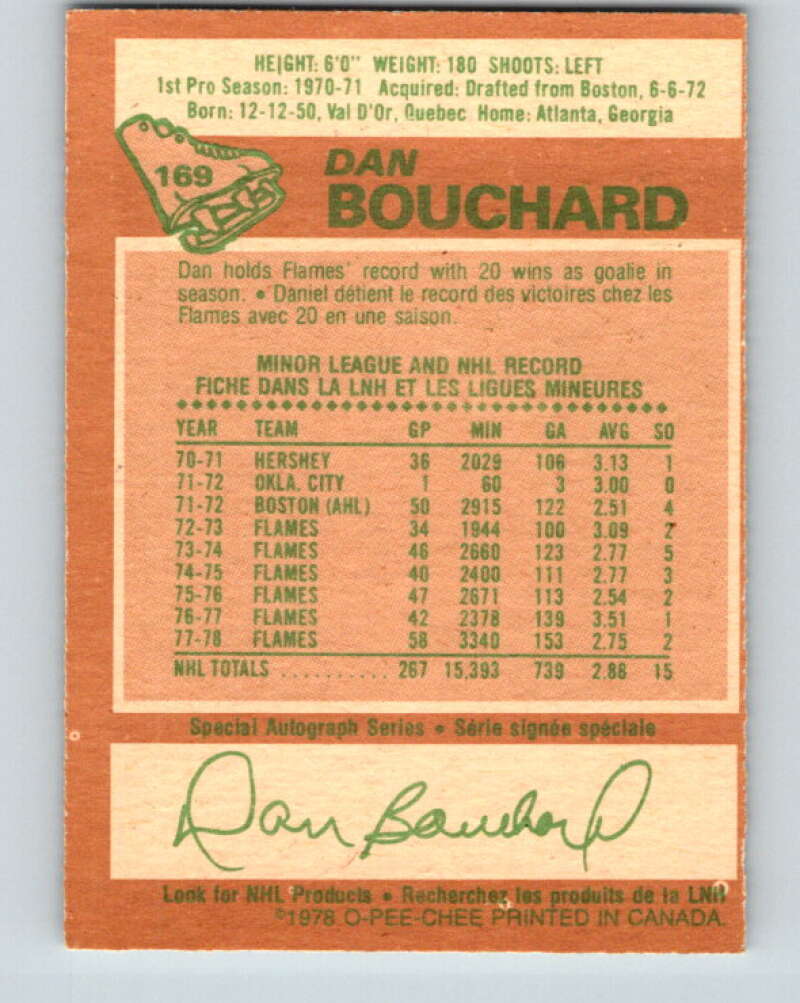 HEIGHT: 6'0" WEIGHT: 180 SHOOTS: LEFT
1st Pro Season: 1970-71 Acquired: Drafted from Boston, 6-6-72
Born: 12-12-50, Val D'Or, Quebec Home: Atlanta, Georgia
169
DAN
BOUCHARD
Dan holds Flames' record with 20 wins as goalie in
season. • Daniel détient le record des victoires chez les
Flames avec 20 en une saison.
MINOR LEAGUE AND NHL RECORD
FICHE DANS LA LNH ET LES LIGUES MINEURES
YEAR TEAM GP MIN GA AVG SO
70-71 HERSHEY 36 2029 106 3.13 1
71-72 OKLA. CITY 1 60 3 3.00 0
71-72 BOSTON (AHL) 50 2915 122 2.51 4
72-73 FLAMES 34 1944 100 3.09 2
73-74 FLAMES 46 2660 123 2.77 5
74-75 FLAMES 40 2400 111 2.77 3
75-76 FLAMES 47 2671 113 2.54 2
76-77 FLAMES 42 2378 139 3.51 1
77-78 FLAMES 58 3340 153 2.75 2
NHL TOTALS .......... 267 15,393 739 2.88 15
Special Autograph Series • Série signée spéciale
Dan Bouchard
Look for NHL Products • Recherchez les produits de la LNH
©1978 O-PEE-CHEE PRINTED IN CANADA.